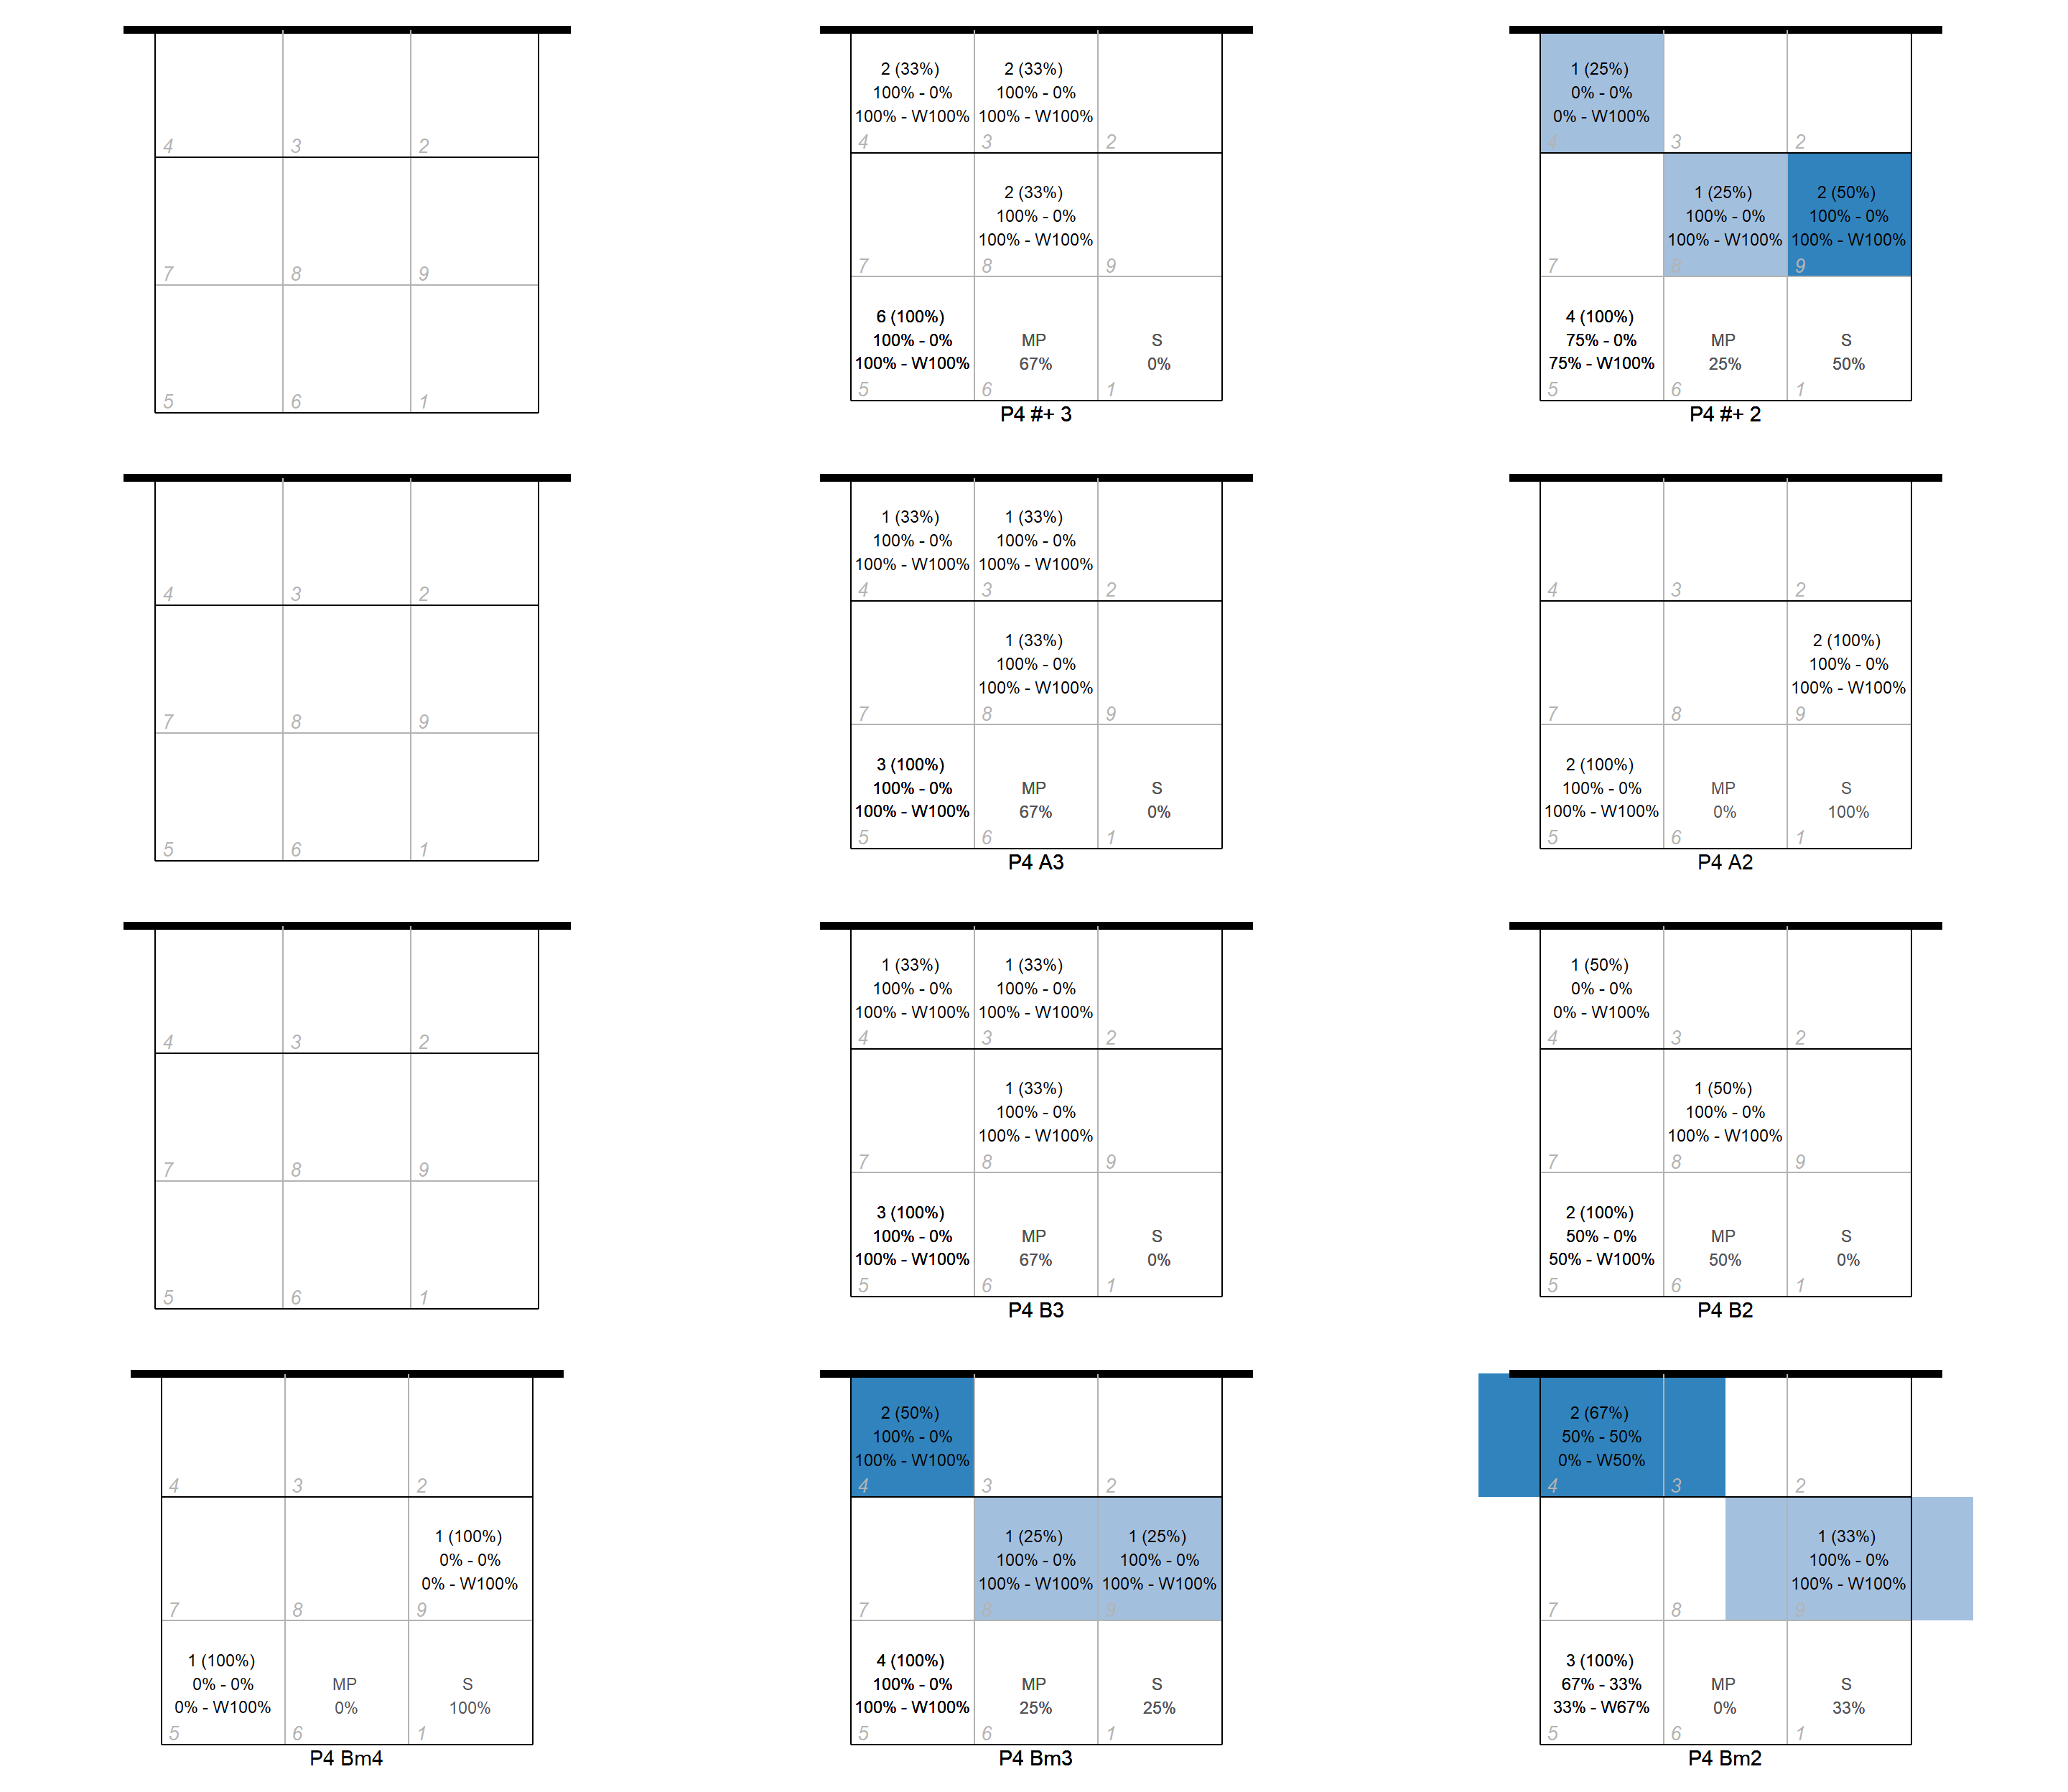 2 (33%) 2 (33%) 1 (25%)
100% - 0% 100% - 0% 0% - 0%
100% - W100% 100% - W100% 0% - W100%
4 3 2 4 3 2 4 3 2
2 (33%) 1 (25%) 2 (50%)
100% - 0% 100% - 0% 100% - 0%
100% - W100% 100% - W100% 100% - W100%
7 8 9 7 8 9 7 8 9
6 (100%) 4 (100%)
100% - 0% MP S 75% - 0% MP S
100% - W100% 67% 0% 75% - W100% 25% 50%
5 6 1 5 6 1 5 6 1
P4 #+ 3 P4 #+ 2
1 (33%) 1 (33%)
100% - 0% 100% - 0%
100% - W100% 100% - W100%
4 3 2 4 3 2 4 3 2
1 (33%) 2 (100%)
100% - 0% 100% - 0%
100% - W100% 100% - W100%
7 8 9 7 8 9 7 8 9
3 (100%) 2 (100%)
100% - 0% MP S 100% - 0% MP S
100% - W100% 67% 0% 100% - W100% 0% 100%
5 6 1 5 6 1 5 6 1
P4 A3 P4 A2
1 (33%) 1 (33%) 1 (50%)
100% - 0% 100% - 0% 0% - 0%
100% - W100% 100% - W100% 0% - W100%
4 3 2 4 3 2 4 3 2
1 (33%) 1 (50%)
100% - 0% 100% - 0%
100% - W100% 100% - W100%
7 8 9 7 8 9 7 8 9
3 (100%) 2 (100%)
100% - 0% MP S 50% - 0% MP S
100% - W100% 67% 0% 50% - W100% 50% 0%
5 6 1 5 6 1 5 6 1
P4 B3 P4 B2
2 (50%) 2 (67%)
100% - 0% 50% - 50%
100% - W100% 0% - W50%
4 3 2 4 3 2 4 3 2
1 (100%) 1 (25%) 1 (25%) 1 (33%)
0% - 0% 100% - 0% 100% - 0% 100% - 0%
0% - W100% 100% - W100% 100% - W100% 100% - W100%
7 8 9 7 8 9 7 8 9
1 (100%) 4 (100%) 3 (100%)
0% - 0% MP S 100% - 0% MP S 67% - 33% MP S
0% - W100% 0% 100% 100% - W100% 25% 25% 33% - W67% 0% 33%
5 6 1 5 6 1 5 6 1
P4 Bm4 P4 Bm3 P4 Bm2